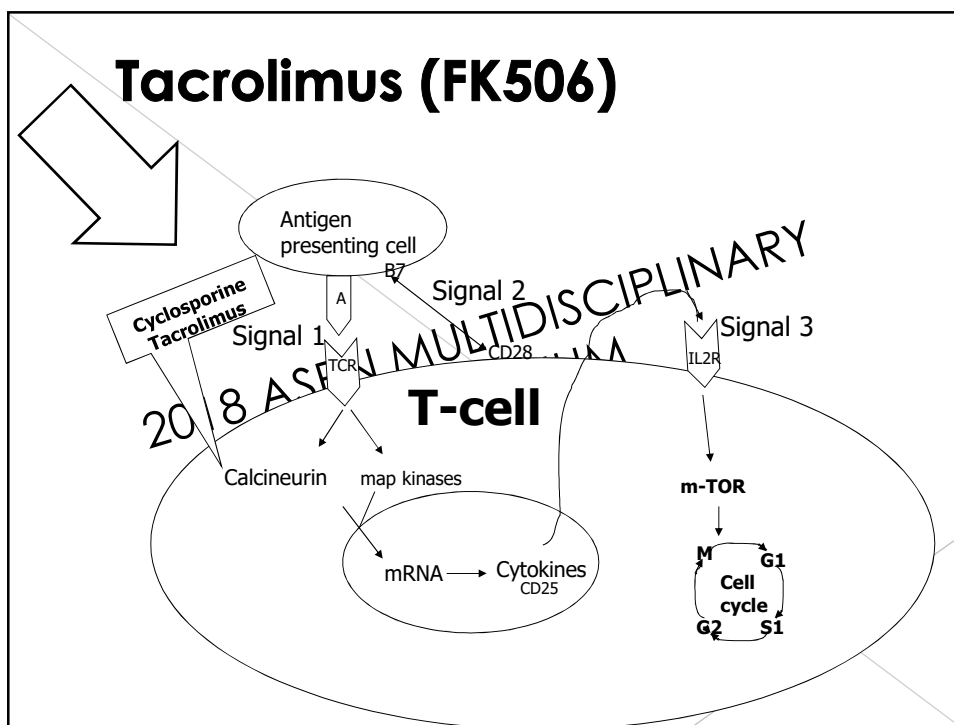 Tacrolimus (FK506)
Antigen
presenting cell
B7
A
Signal 1
Signal 2
Signal 3
Cyclosporine
Tacrolimus
TCR
CD28
IL2R
T-cell
Calcineurin
map kinases
mRNA
Cytokines
CD25
m-TOR
M
G1
Cell
cycle
G2
S1
2018 ASPN MULTIDISCIPLINARY